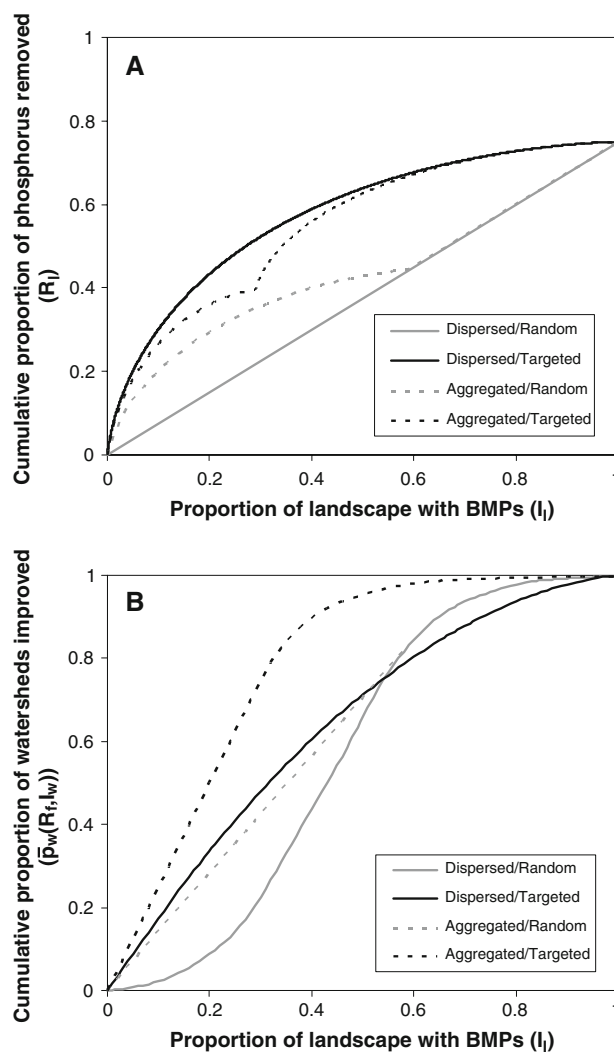 A
Cumulative proportion of phosphorus removed
(Rl)
1
0.8
0.6
0.4
0.2
0
0 0.2 0.4 0.6 0.8 1
Proportion of landscape with BMPs (Il)
Dispersed/Random
Dispersed/Targeted
Aggregated/Random
Aggregated/Targeted
B
Cumulative proportion of watersheds improved
(p̅w(Rf,Iw))
1
0.8
0.6
0.4
0.2
0
0 0.2 0.4 0.6 0.8 1
Proportion of landscape with BMPs (Il)
Dispersed/Random
Dispersed/Targeted
Aggregated/Random
Aggregated/Targeted